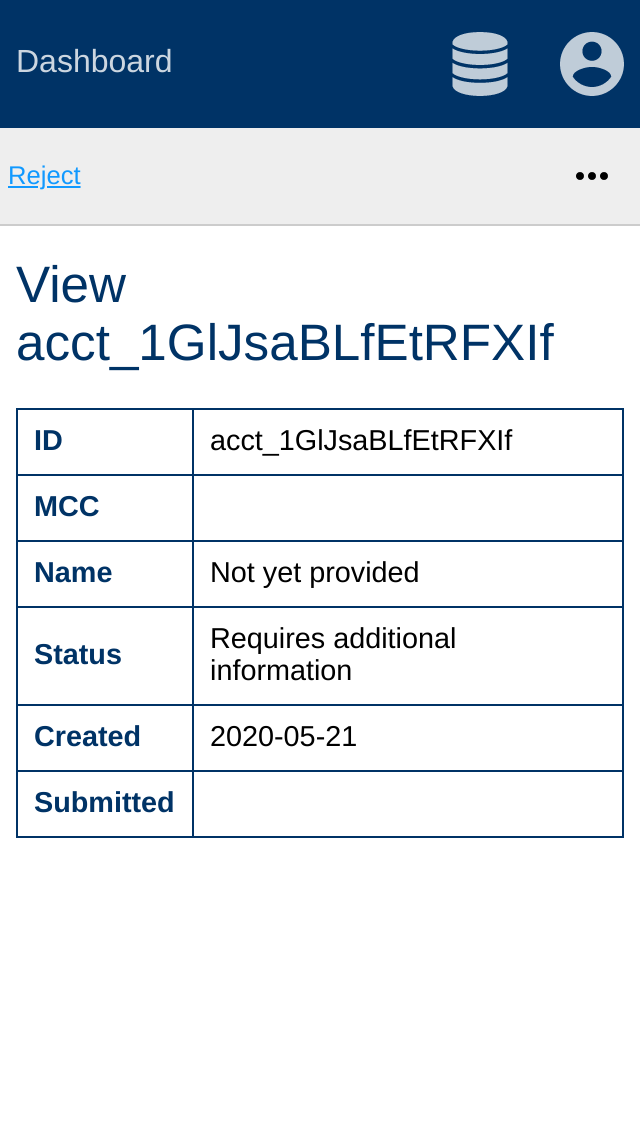 Dashboard
Reject
View
acct_1GlJsaBLfEtRFXIf
ID acct_1GlJsaBLfEtRFXIf
MCC
Name Not yet provided
Status Requires additional
information
Created 2020-05-21
Submitted